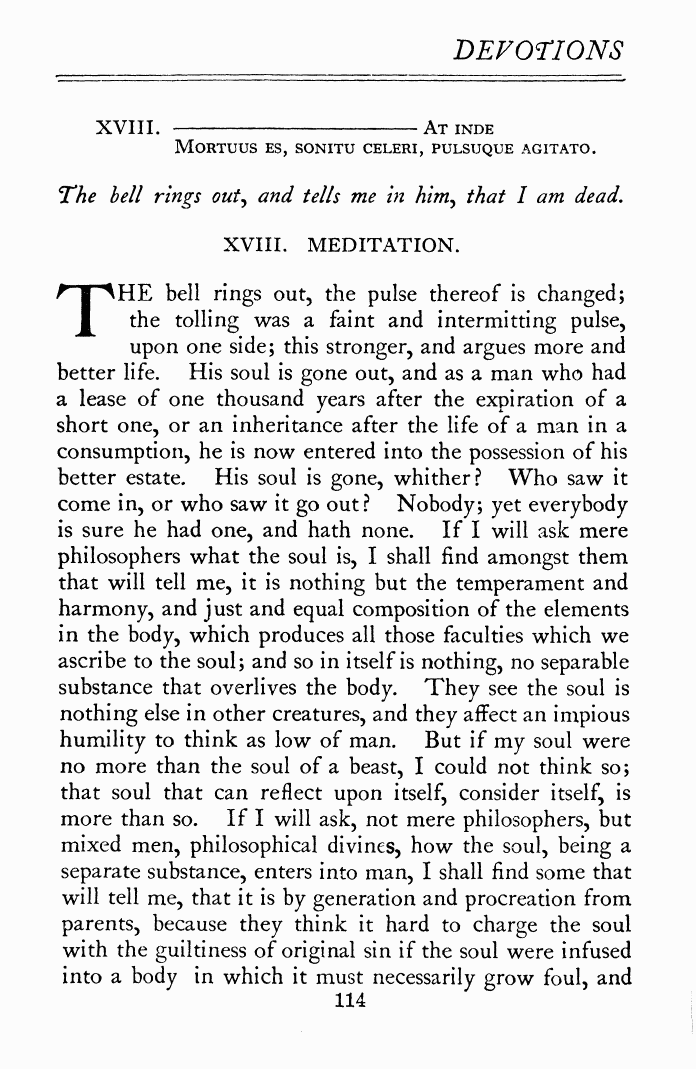 DEVOTIONS
XVIII. ———————— AT INDE
MORTUUS ES, SONITU CELERI, PULSUQUE AGITATO.
The bell rings out, and tells me in him, that I am dead.
XVIII. MEDITATION.
THE bell rings out, the pulse thereof is changed;
the tolling was a faint and intermitting pulse,
upon one side; this stronger, and argues more and
better life. His soul is gone out, and as a man who had
a lease of one thousand years after the expiration of a
short one, or an inheritance after the life of a man in a
consumption, he is now entered into the possession of his
better estate. His soul is gone, whither? Who saw it
come in, or who saw it go out? Nobody; yet everybody
is sure he had one, and hath none. If I will ask mere
philosophers what the soul is, I shall find amongst them
that will tell me, it is nothing but the temperament and
harmony, and just and equal composition of the elements
in the body, which produces all those faculties which we
ascribe to the soul; and so in itself is nothing, no separable
substance that overlives the body. They see the soul is
nothing else in other creatures, and they affect an impious
humility to think as low of man. But if my soul were
no more than the soul of a beast, I could not think so;
that soul that can reflect upon itself, consider itself, is
more than so. If I will ask, not mere philosophers, but
mixed men, philosophical divines, how the soul, being a
separate substance, enters into man, I shall find some that
will tell me, that it is by generation and procreation from
parents, because they think it hard to charge the soul
with the guiltiness of original sin if the soul were infused
into a body in which it must necessarily grow foul, and
114